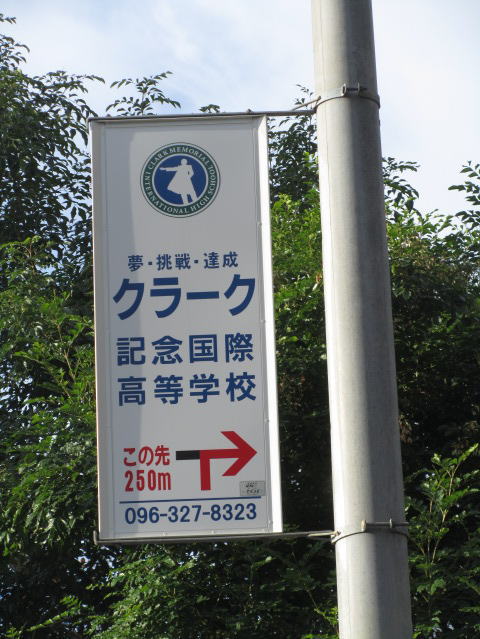 CLARK MEMORIAL INTERNATIONAL HIGH SCHOOL
夢・挑戦・達成
クラーク
記念国際
高等学校
この先
250m
096-327-8323